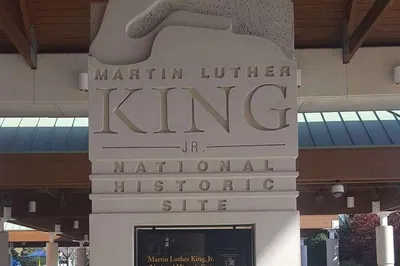 MARTIN LUTHER
KING
JR.
NATIONAL
HISTORIC
SITE
Martin Luther King, Jr.